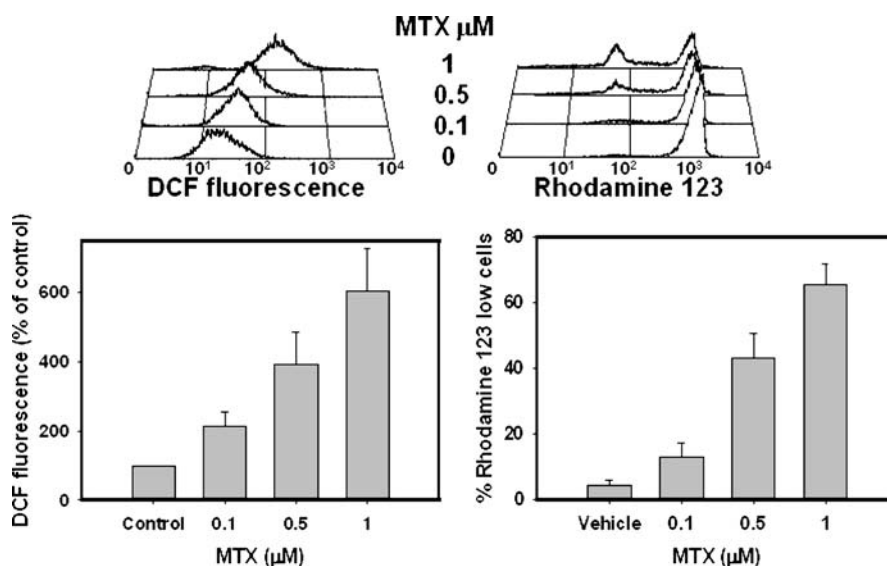 MTX μM
1
0.5
0.1
0
0 10¹ 10² 10³ 10⁴
DCF fluorescence
0 10¹ 10² 10³ 10⁴
Rhodamine 123
DCF fluorescence (% of control)
600
400
200
0
Control 0.1 0.5 1
MTX (μM)
% Rhodamine 123 low cells
80
60
40
20
0
Vehicle 0.1 0.5 1
MTX (μM)